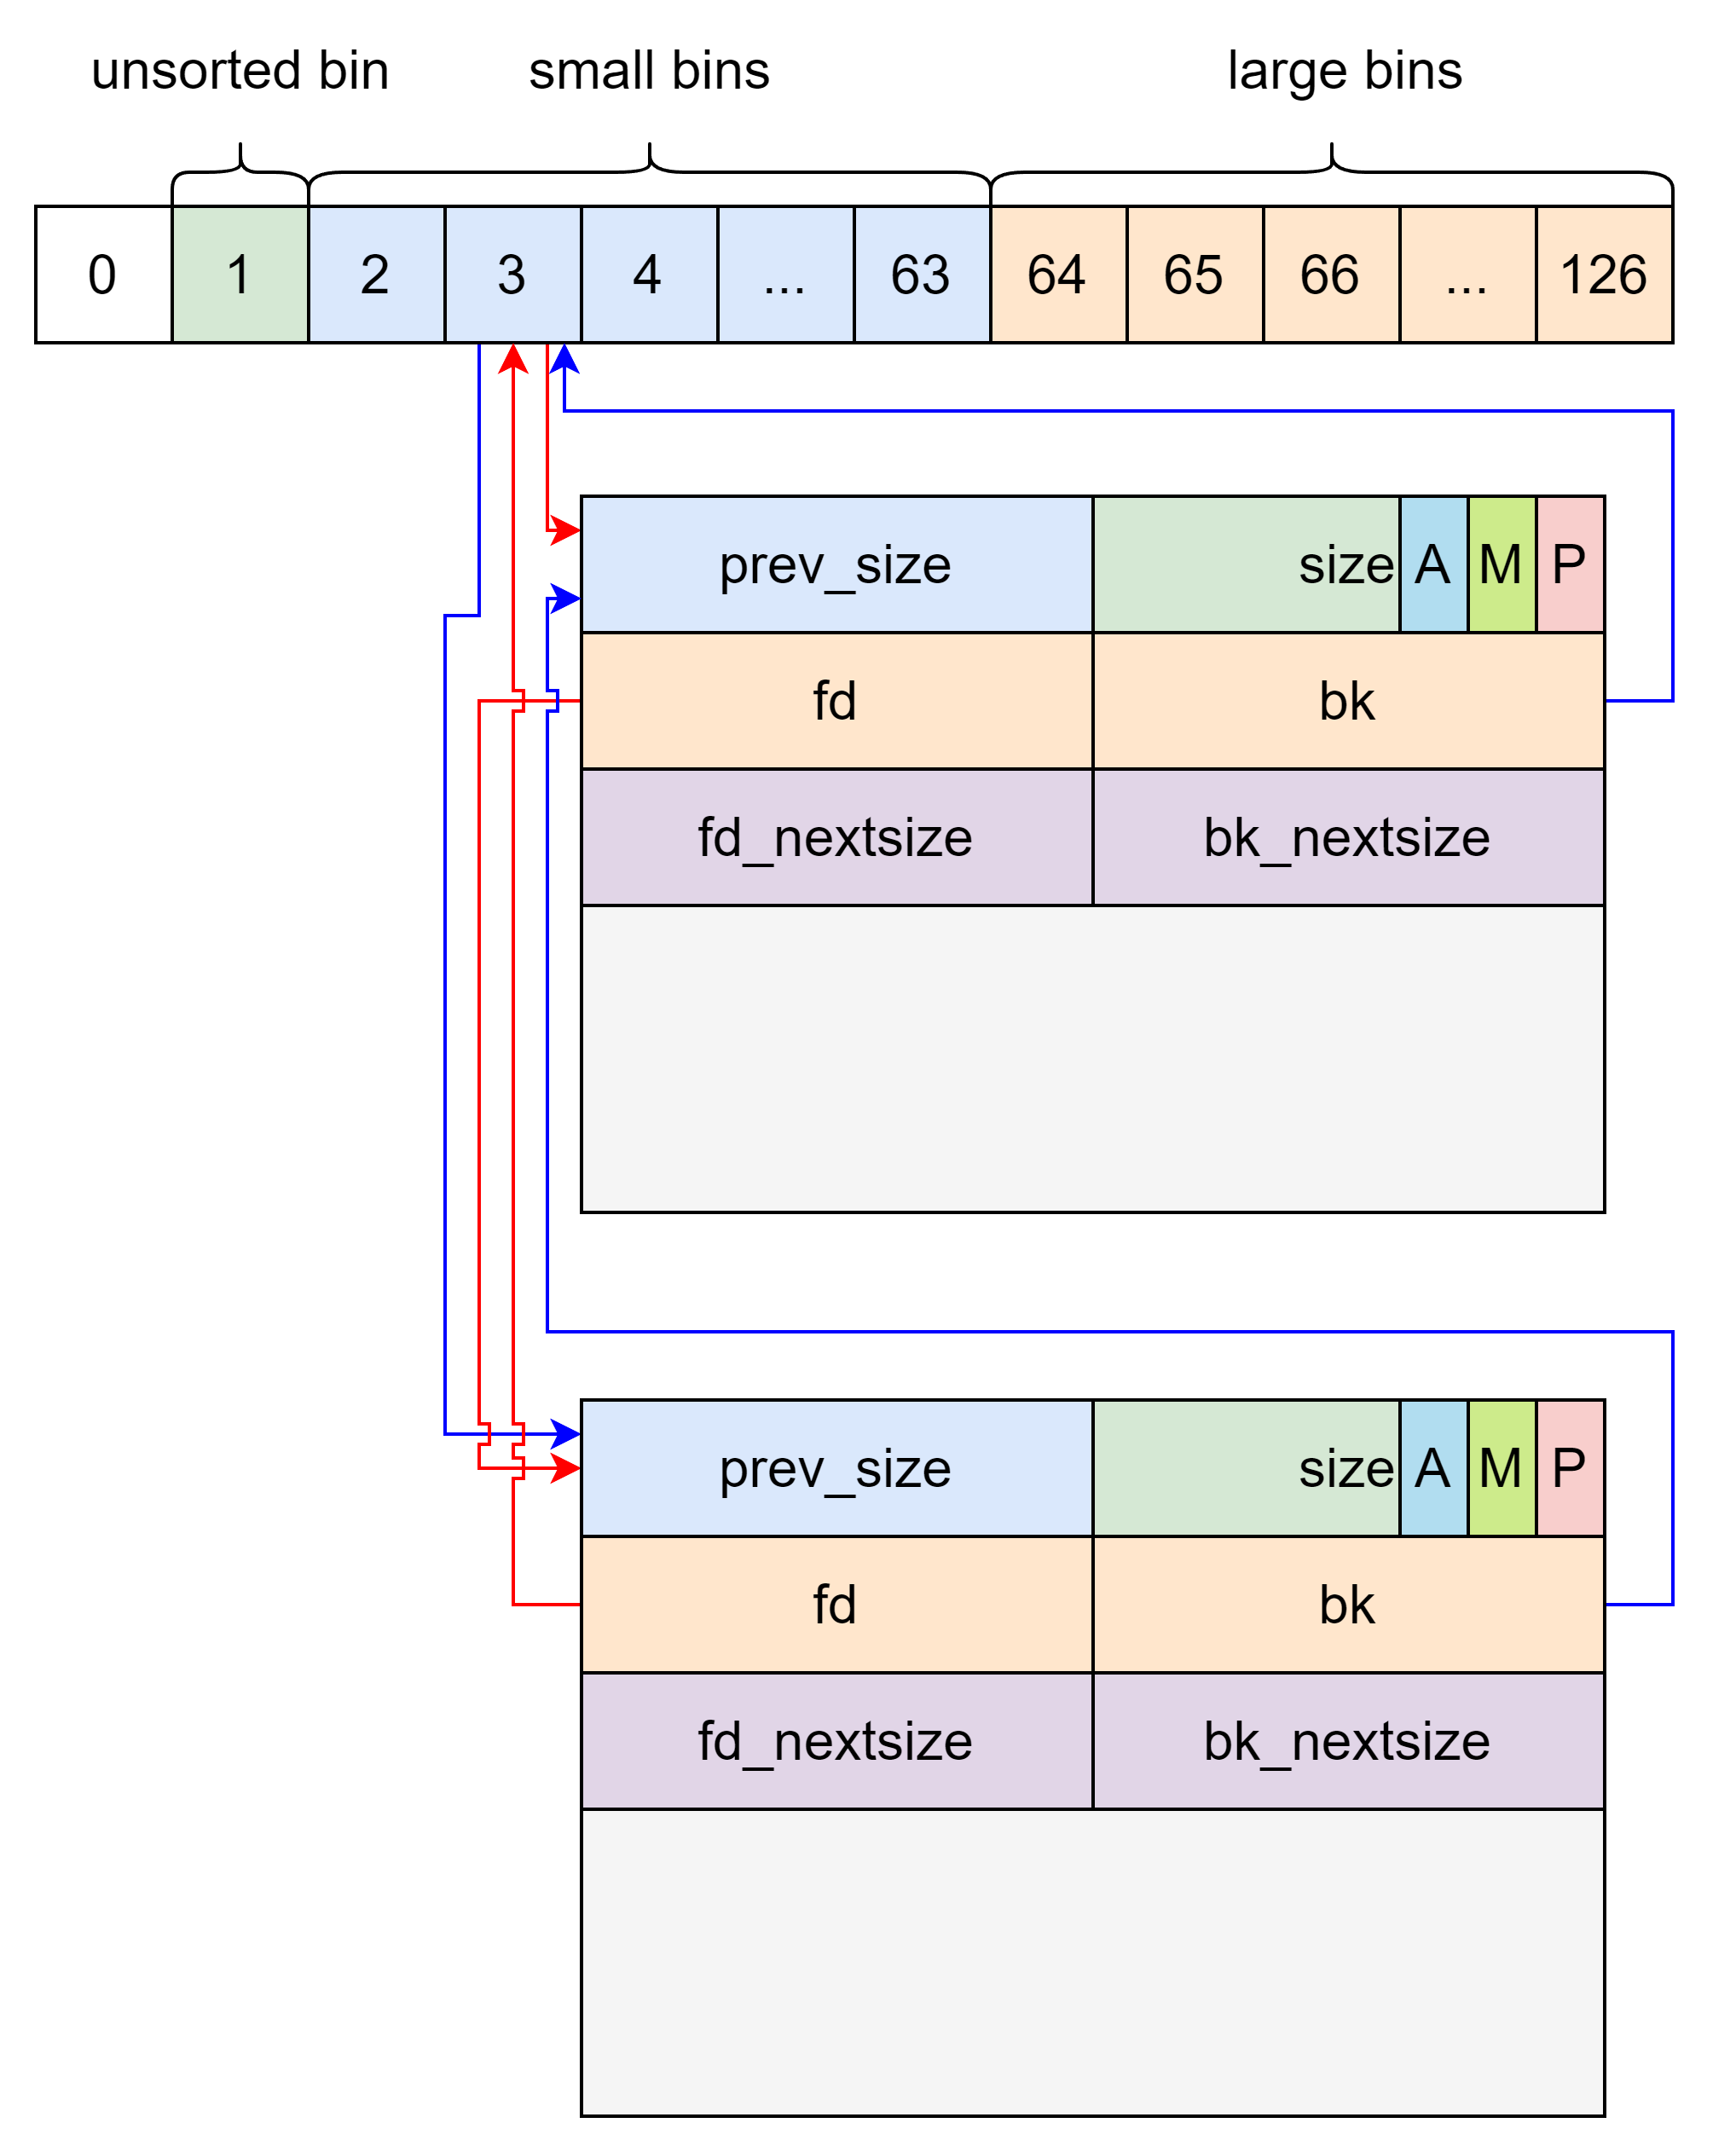 unsorted bin small bins large bins
0 1 2 3 4 ... 63 64 65 66 ... 126
prev_size size A M P
fd bk
fd_nextsize bk_nextsize
prev_size size A M P
fd bk
fd_nextsize bk_nextsize